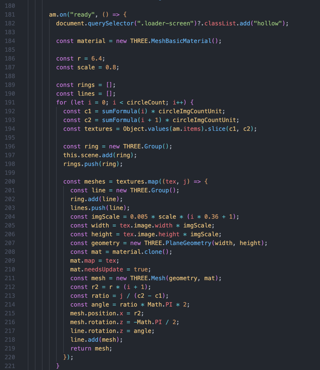 180
181 am.on("ready", () => {
182 document.querySelector(".loader-screen")?.classList.add("hollow");
183
184 const material = new THREE.MeshBasicMaterial();
185
186 const r = 6.4;
187 const scale = 0.8;
188
189 const rings = [];
190 const lines = [];
191 for (let i = 0; i < circleCount; i++) {
192 const c1 = sumFormula(i) * circleImgCountUnit;
193 const c2 = sumFormula(i + 1) * circleImgCountUnit;
194 const textures = Object.values(am.items).slice(c1, c2);
195
196 const ring = new THREE.Group();
197 this.scene.add(ring);
198 rings.push(ring);
199
200 const meshes = textures.map((tex, j) => {
201 const line = new THREE.Group();
202 ring.add(line);
203 lines.push(line);
204 const imgScale = 0.005 * scale * (i * 0.36 + 1);
205 const width = tex.image.width * imgScale;
206 const height = tex.image.height * imgScale;
207 const geometry = new THREE.PlaneGeometry(width, height);
208 const mat = material.clone();
209 mat.map = tex;
210 mat.needsUpdate = true;
211 const mesh = new THREE.Mesh(geometry, mat);
212 const r2 = r * (i + 1);
213 const ratio = j / (c2 - c1);
214 const angle = ratio * Math.PI * 2;
215 mesh.position.x = r2;
216 mesh.rotation.z = -Math.PI / 2;
217 line.rotation.z = angle;
218 line.add(mesh);
219 return mesh;
220 });
221 }